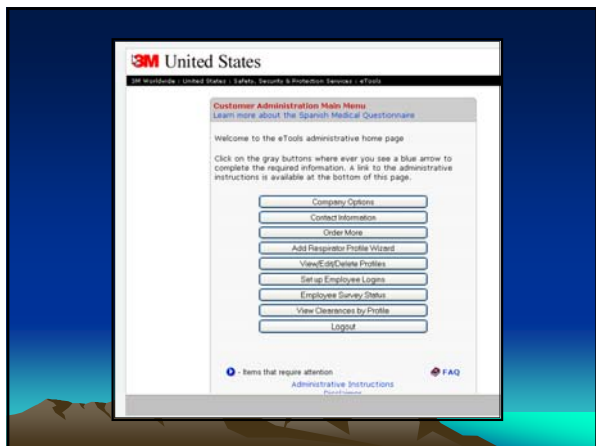 3M United States
3M Worldwide : United States : Safety, Security & Protection Services : eTools
Customer Administration Main Menu
Learn more about the Spanish Medical Questionnaire
Welcome to the eTools administrative home page
Click on the gray buttons where ever you see a blue arrow to
complete the required information. A link to the administrative
instructions is available at the bottom of this page.
Company Options
Contact Information
Order More
Add Respirator Profile Wizard
View/Edit/Delete Profiles
Set up Employee Logins
Employee Survey Status
View Clearances by Profile
Logout
- Items that require attention
FAQ
Administrative Instructions